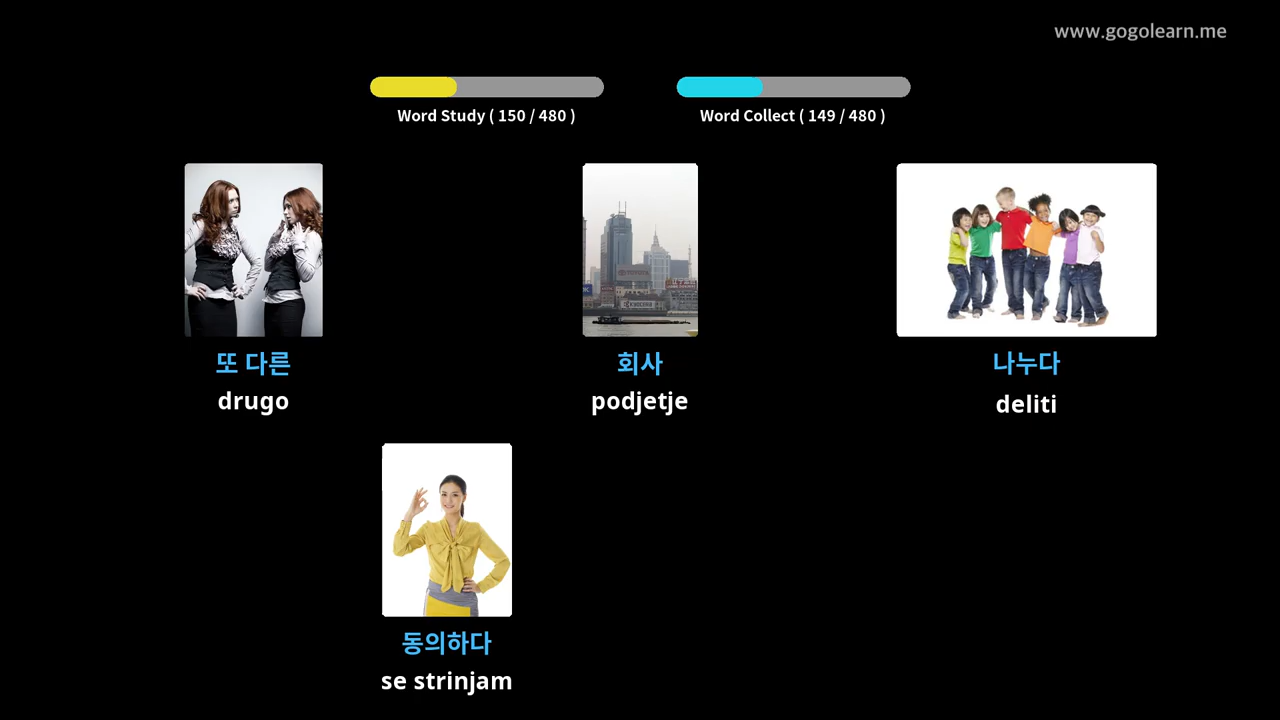 www.gogolearn.me
Word Study ( 150 / 480 )
Word Collect ( 149 / 480 )
TOYOTA
또 다른
drugo
회사
podjetje
나누다
deliti
동의하다
se strinjam